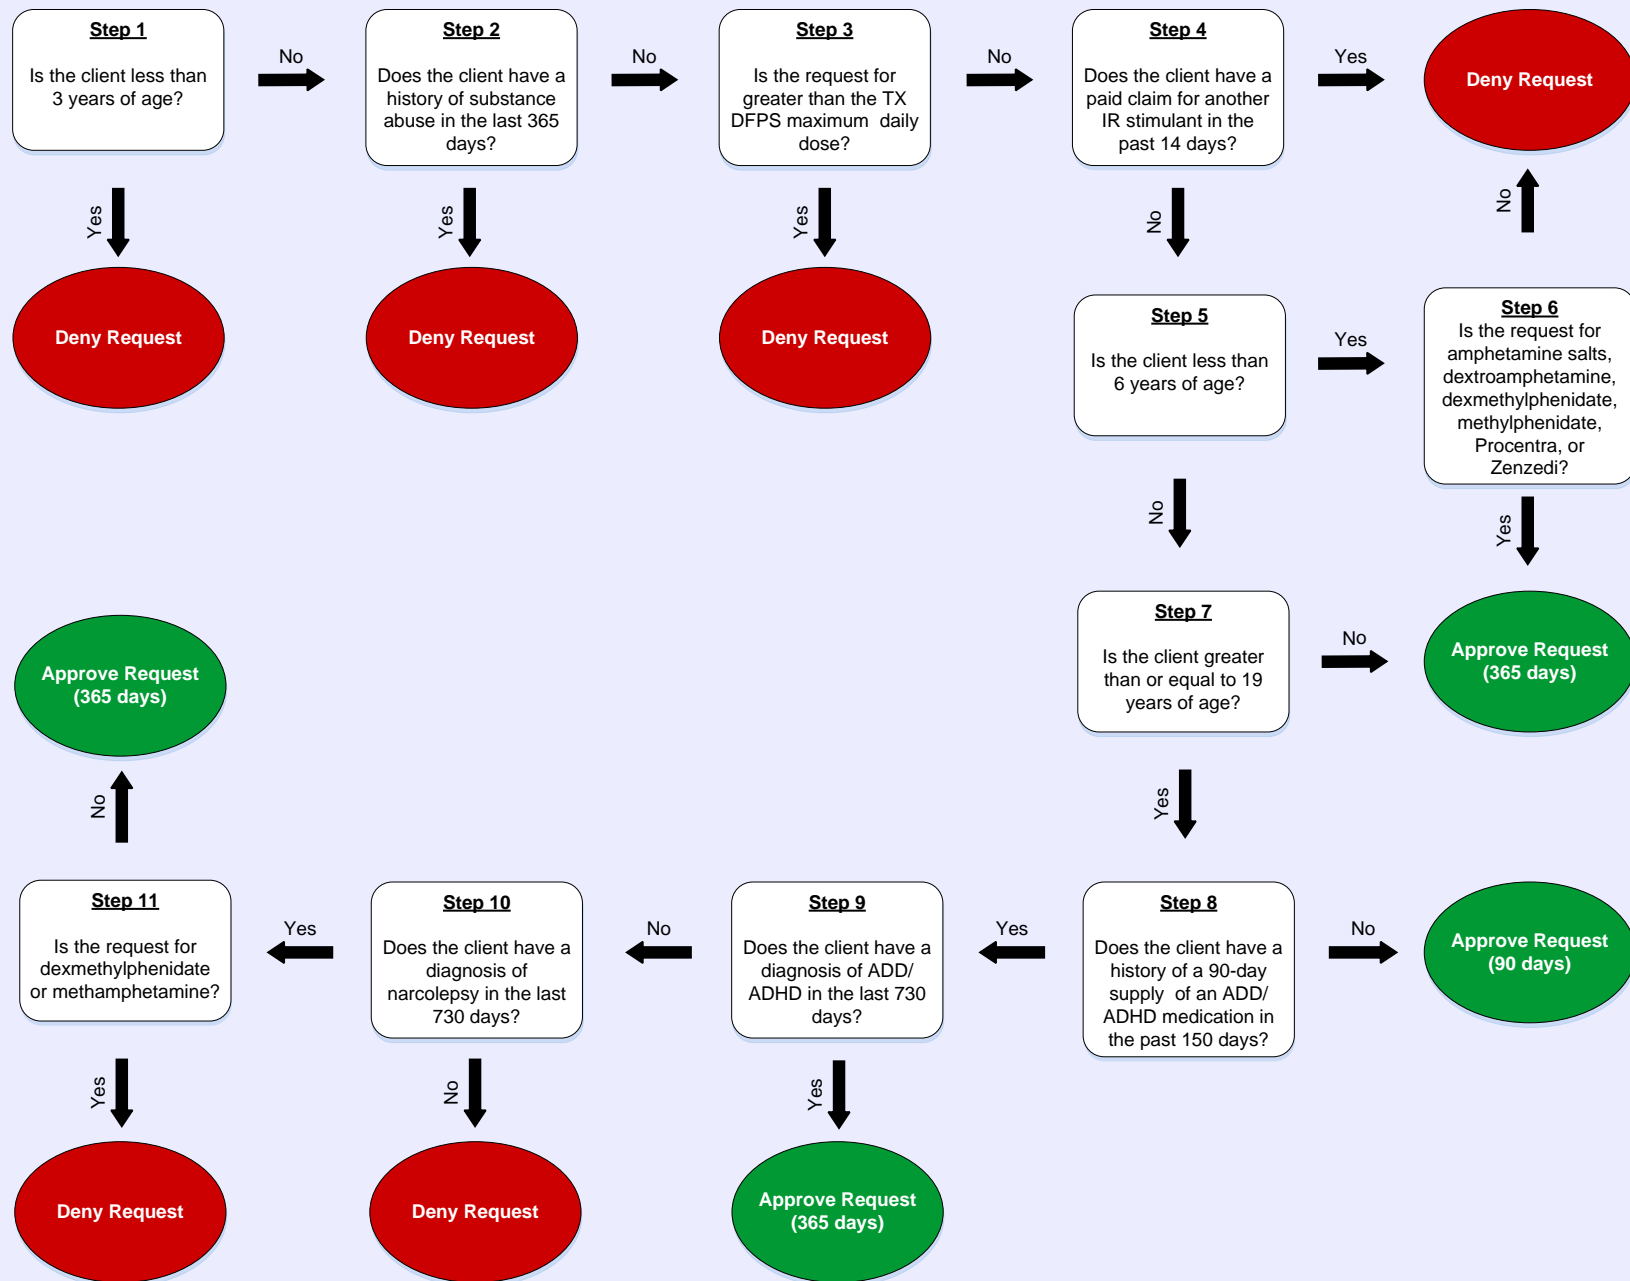 Step 1
Is the client less than
3 years of age?
No
Step 2
Does the client have a
history of substance
abuse in the last 365
days?
No
Step 3
Is the request for
greater than the TX
DFPS maximum daily
dose?
No
Step 4
Does the client have a
paid claim for another
IR stimulant in the
past 14 days?
Yes
Deny Request
Yes
Yes
Yes
No
No
Deny Request
Deny Request
Deny Request
Step 5
Is the client less than
6 years of age?
Yes
Step 6
Is the request for
amphetamine salts,
dextroamphetamine,
dexmethylphenidate,
methylphenidate,
Procentra, or
Zenzedi?
No
Yes
Step 7
Is the client greater
than or equal to 19
years of age?
No
Approve Request
(365 days)
Approve Request
(365 days)
No
Yes
Step 11
Is the request for
dexmethylphenidate
or methamphetamine?
Yes
Step 10
Does the client have a
diagnosis of
narcolepsy in the last
730 days?
No
Step 9
Does the client have a
diagnosis of ADD/
ADHD in the last 730
days?
Yes
Step 8
Does the client have a
history of a 90-day
supply of an ADD/
ADHD medication in
the past 150 days?
No
Approve Request
(90 days)
Yes
No
Yes
Deny Request
Deny Request
Approve Request
(365 days)